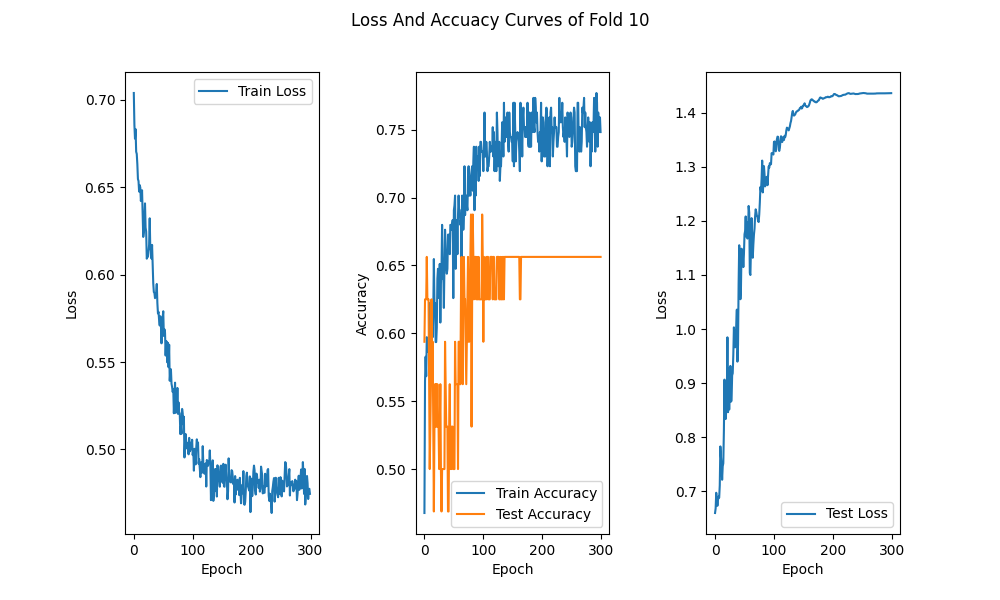 Loss And Accuacy Curves of Fold 10
Loss
0.70
0.65
0.60
0.55
0.50
0 100 200 300
Epoch
Train Loss
Accuracy
0.75
0.70
0.65
0.60
0.55
0.50
0 100 200 300
Epoch
Train Accuracy
Test Accuracy
Loss
1.4
1.3
1.2
1.1
1.0
0.9
0.8
0.7
0 100 200 300
Epoch
Test Loss